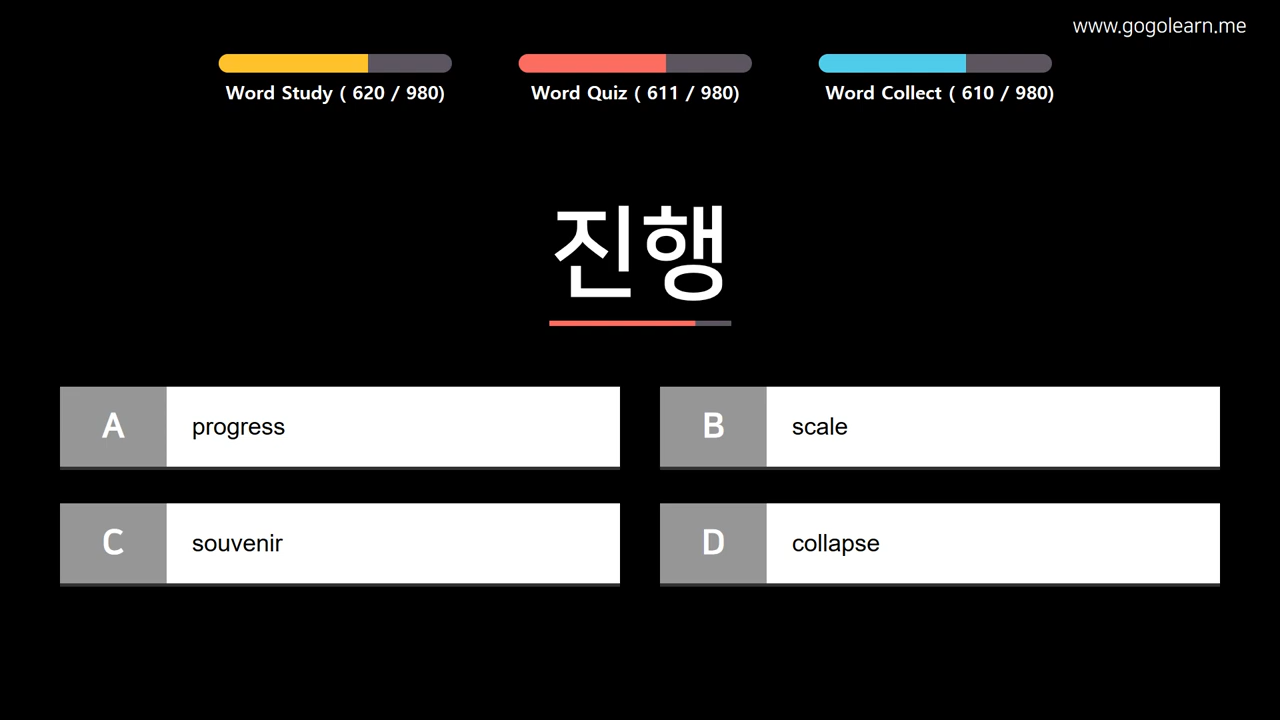 www.gogolearn.me
Word Study ( 620 / 980)
Word Quiz ( 611 / 980)
Word Collect ( 610 / 980)
진행
A progress
B scale
C souvenir
D collapse